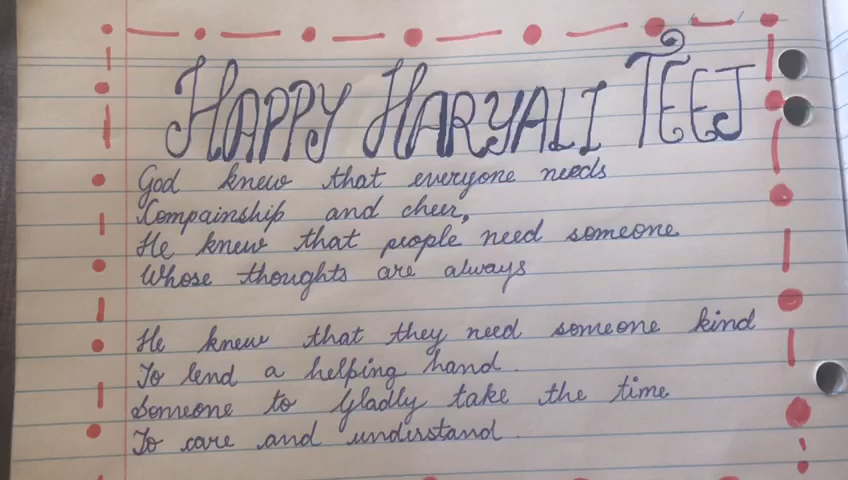 HAPPY HARYALI TEEJ
God knew that everyone needs
Compainship and cheer,
He knew that people need someone
Whose thoughts are always
He knew that they need someone kind
To lend a helping hand.
Someone to Gladly take the time
To care and understand.